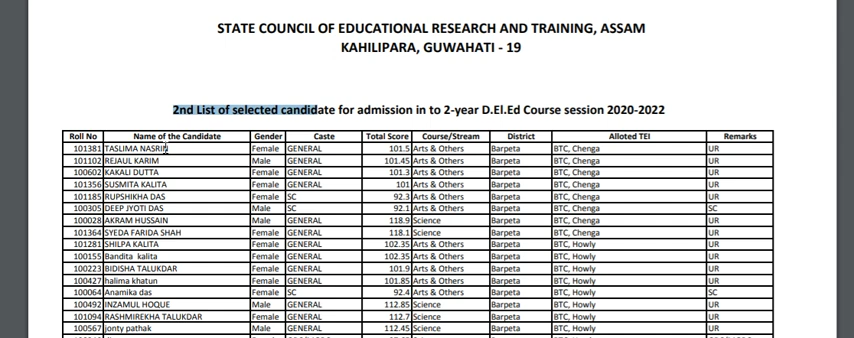 STATE COUNCIL OF EDUCATIONAL RESEARCH AND TRAINING, ASSAM
KAHILIPARA, GUWAHATI - 19
2nd List of selected candidate for admission in to 2-year D.El.Ed Course session 2020-2022
Roll No Name of the Candidate Gender Caste Total Score Course/Stream District Alloted TEI Remarks
101381 TASLIMA NASRIN Female GENERAL 101.5 Arts & Others Barpeta BTC, Chenga UR
101102 REJAUL KARIM Male GENERAL 101.45 Arts & Others Barpeta BTC, Chenga UR
100602 KAKALI DUTTA Female GENERAL 101.3 Arts & Others Barpeta BTC, Chenga UR
101356 SUSMITA KALITA Female GENERAL 101 Arts & Others Barpeta BTC, Chenga UR
101185 RUPSHIKHA DAS Female SC 92.3 Arts & Others Barpeta BTC, Chenga UR
100305 DEEP JYOTI DAS Male SC 92.1 Arts & Others Barpeta BTC, Chenga SC
100028 AKRAM HUSSAIN Male GENERAL 118.9 Science Barpeta BTC, Chenga UR
101364 SYEDA FARIDA SHAH Female GENERAL 118.1 Science Barpeta BTC, Chenga UR
101281 SHILPA KALITA Female GENERAL 102.35 Arts & Others Barpeta BTC, Howly UR
100155 Bandita kalita Female GENERAL 102.35 Arts & Others Barpeta BTC, Howly UR
100223 BIDISHA TALUKDAR Female GENERAL 101.9 Arts & Others Barpeta BTC, Howly UR
100427 halima khatun Female GENERAL 101.85 Arts & Others Barpeta BTC, Howly UR
100064 Anamika das Female SC 92.4 Arts & Others Barpeta BTC, Howly SC
100492 INZAMUL HOQUE Male GENERAL 112.85 Science Barpeta BTC, Howly UR
101094 RASHMIREKHA TALUKDAR Female GENERAL 112.7 Science Barpeta BTC, Howly UR
100567 jonty pathak Male GENERAL 112.45 Science Barpeta BTC, Howly UR